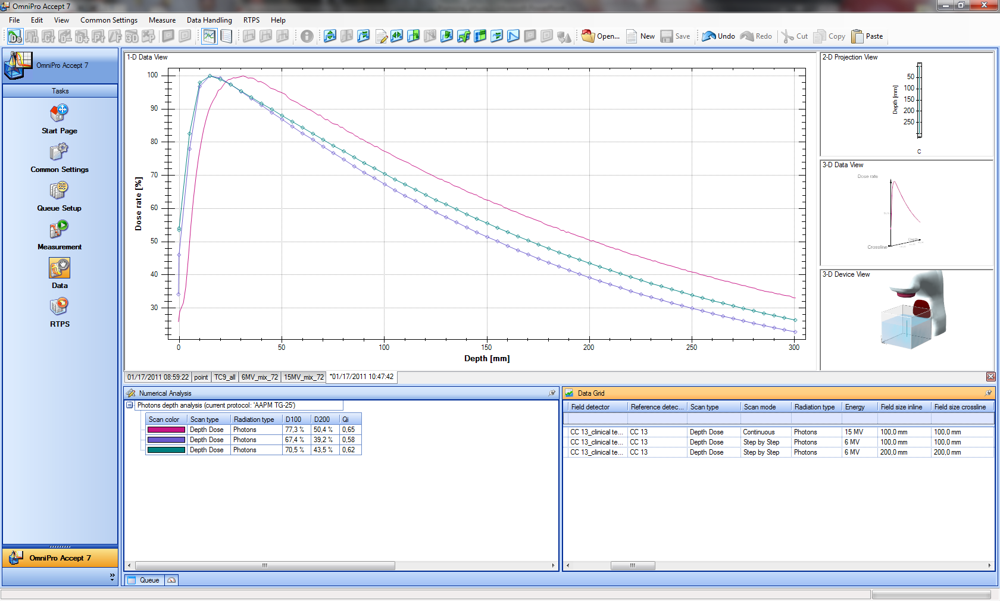 OmniPro Accept 7
File Edit View Common Settings Measure Data Handling RTPS Help
De In Cr G- D+ Pr /F 3D XP Open... New Save Undo Redo Cut Copy Paste
OmniPro Accept 7
Tasks
Start Page
Common Settings
Queue Setup
Measurement
Data
RTPS
OmniPro Accept 7
1-D Data View
100
90
80
70
60
50
40
30
Dose rate [%]
0 50 100 150 200 250 300
Depth [mm]
2-D Projection View
50
100
150
200
250
Depth [mm]
C
3-D Data View
Dose rate
Depth
Crossline
3-D Device View
01/17/2011 08:59:22 point TC9_all 6MV_mix_72 15MV_mix_72 *01/17/2011 10:47:42
Numerical Analysis
Photons depth analysis (current protocol: 'AAPM TG-25')
Scan color Scan type Radiation type D100 D200 Qi
Depth Dose Photons 77,3 % 50,4 % 0,65
Depth Dose Photons 67,4 % 39,2 % 0,58
Depth Dose Photons 70,5 % 43,5 % 0,62
Data Grid
Field detector Reference detec... Scan type Scan mode Radiation type Energy Field size inline Field size crossline
CC 13_clinical te... CC 13 Depth Dose Continuous Photons 15 MV 100,0 mm 100,0 mm
CC 13_clinical te... CC 13 Depth Dose Step by Step Photons 6 MV 100,0 mm 100,0 mm
CC 13_clinical te... CC 13 Depth Dose Step by Step Photons 6 MV 200,0 mm 200,0 mm
Queue